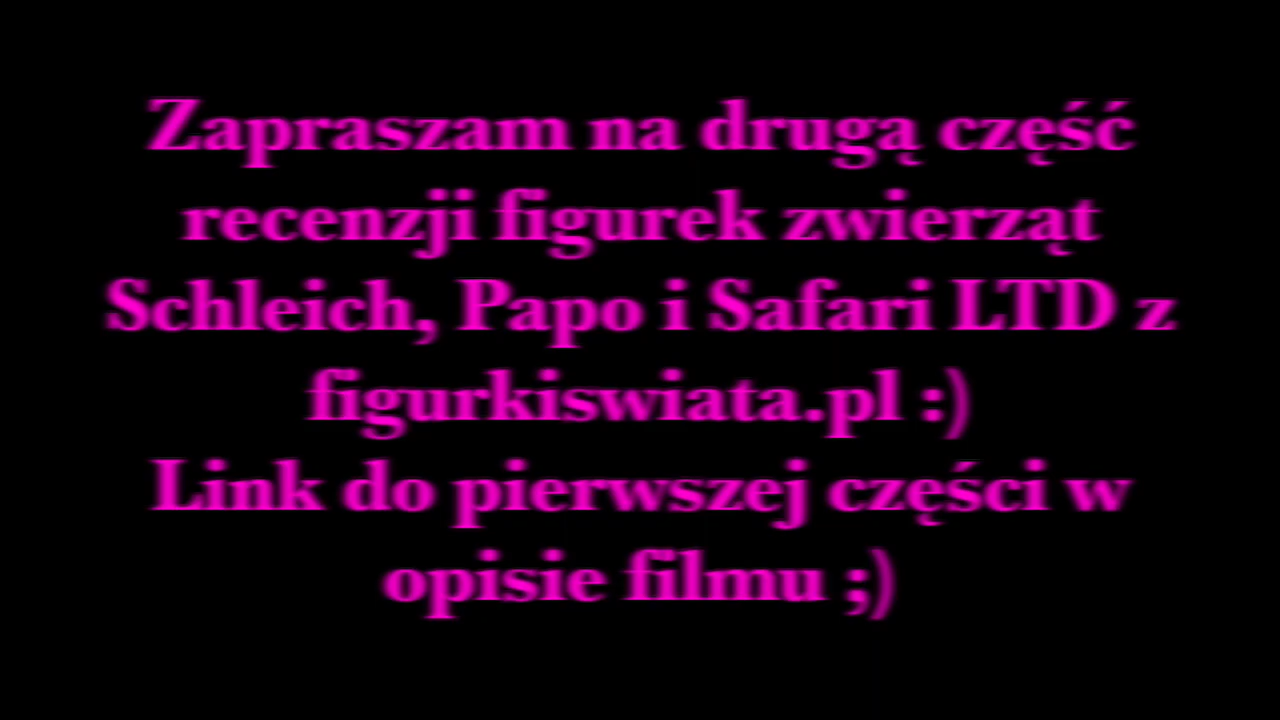 Zapraszam na drugą część
recenzji figurek zwierząt
Schleich, Papo i Safari LTD z
figurkiswiata.pl :)
Link do pierwszej części w
opisie filmu ;)